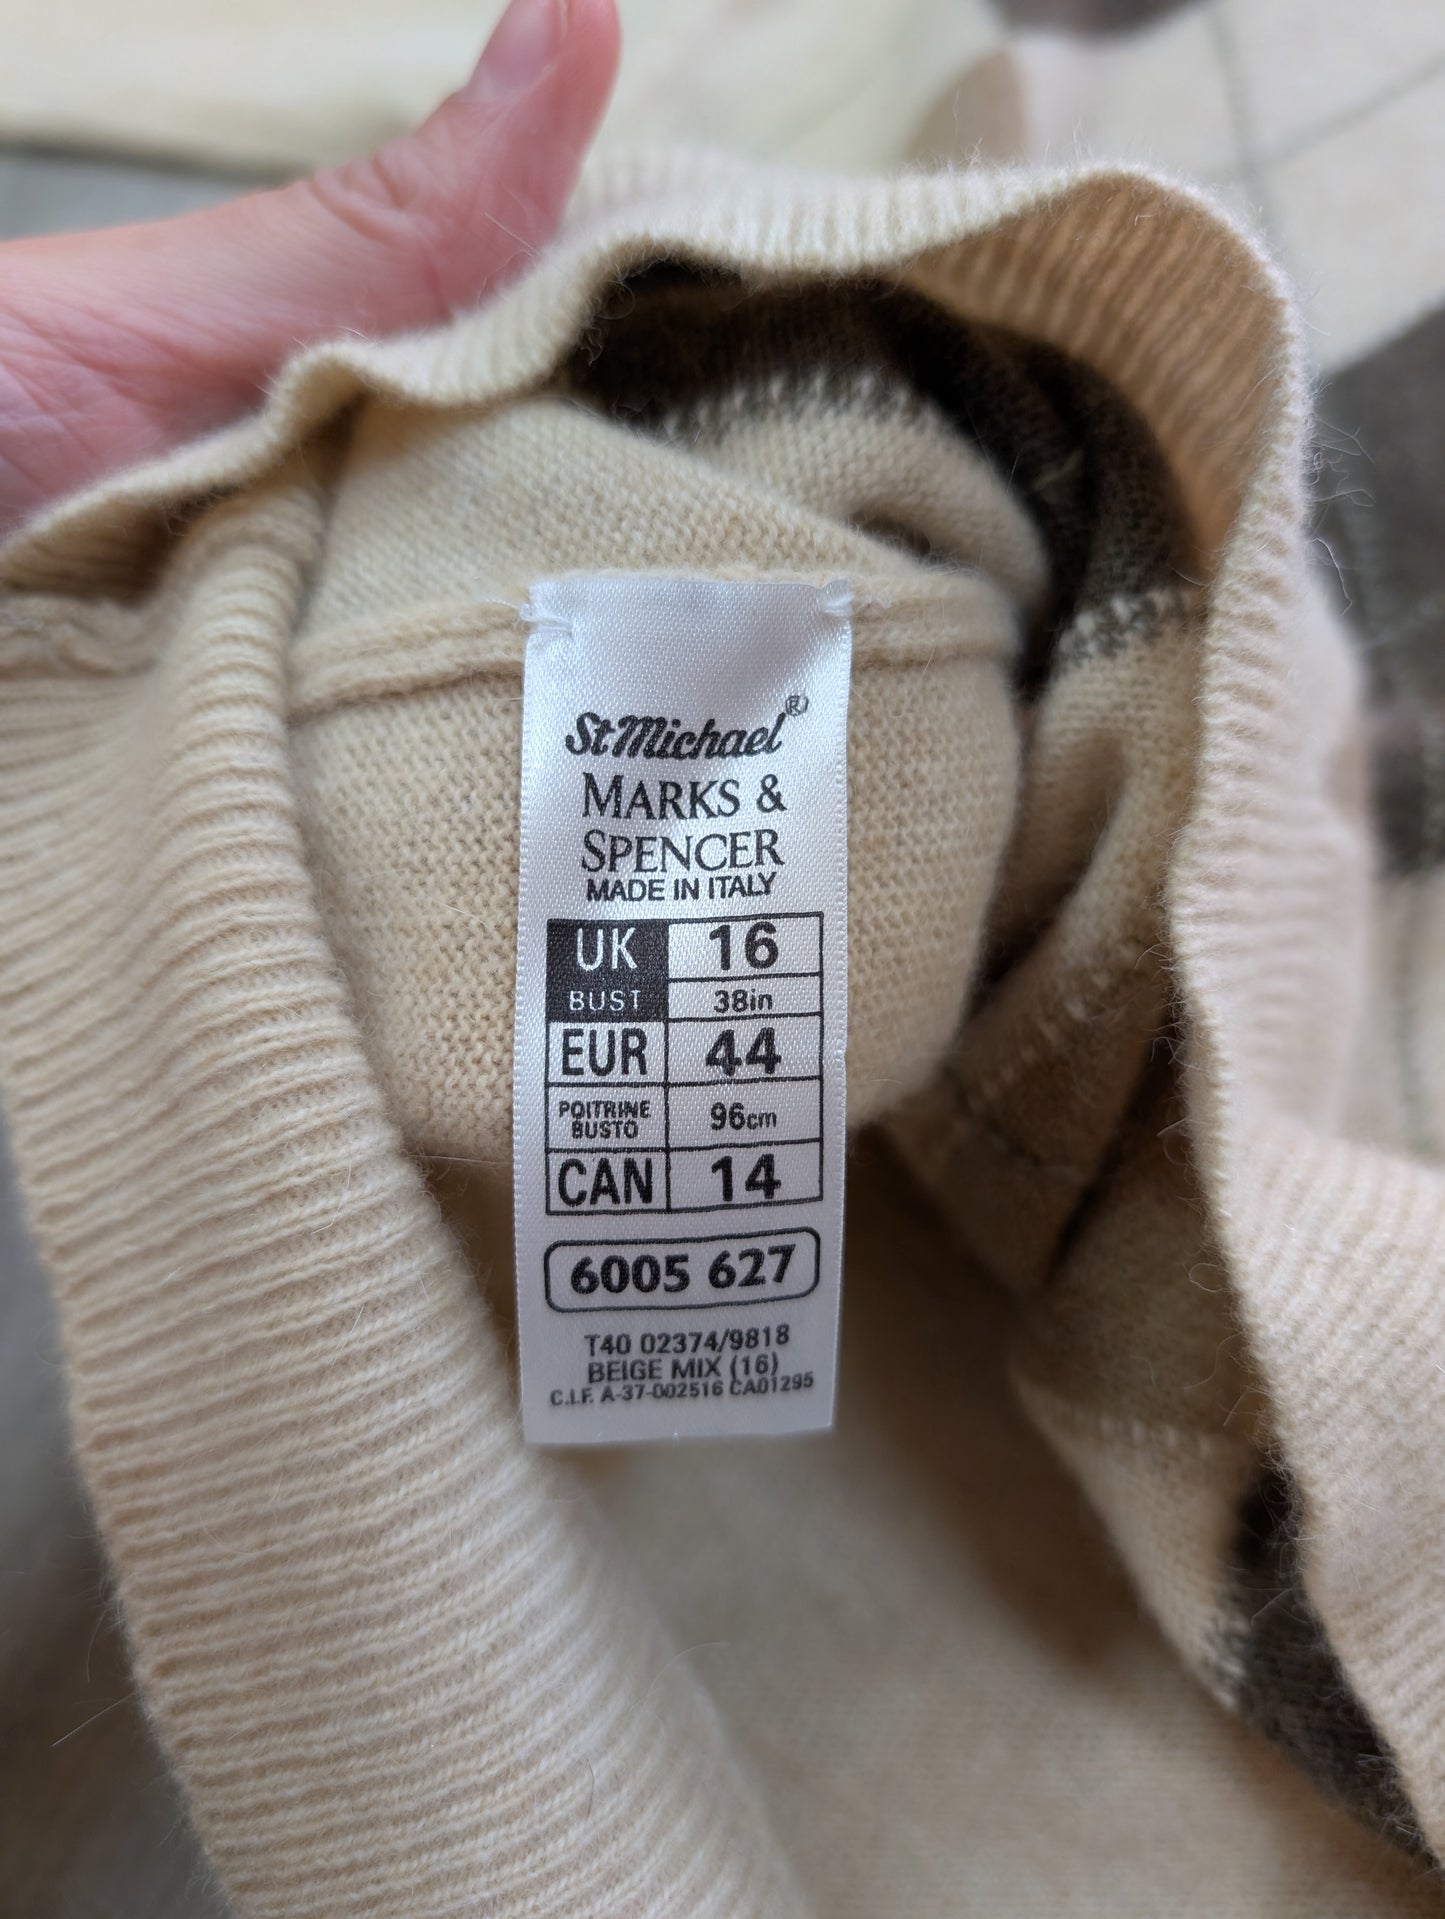 St Michael®
MARKS &
SPENCER
MADE IN ITALY
UK 16
BUST 38in
EUR 44
POITRINE
BUSTO 96cm
CAN 14
6005 627
T40 02374/9818
BEIGE MIX (16)
C.I.F. A-37-002516 CA01295